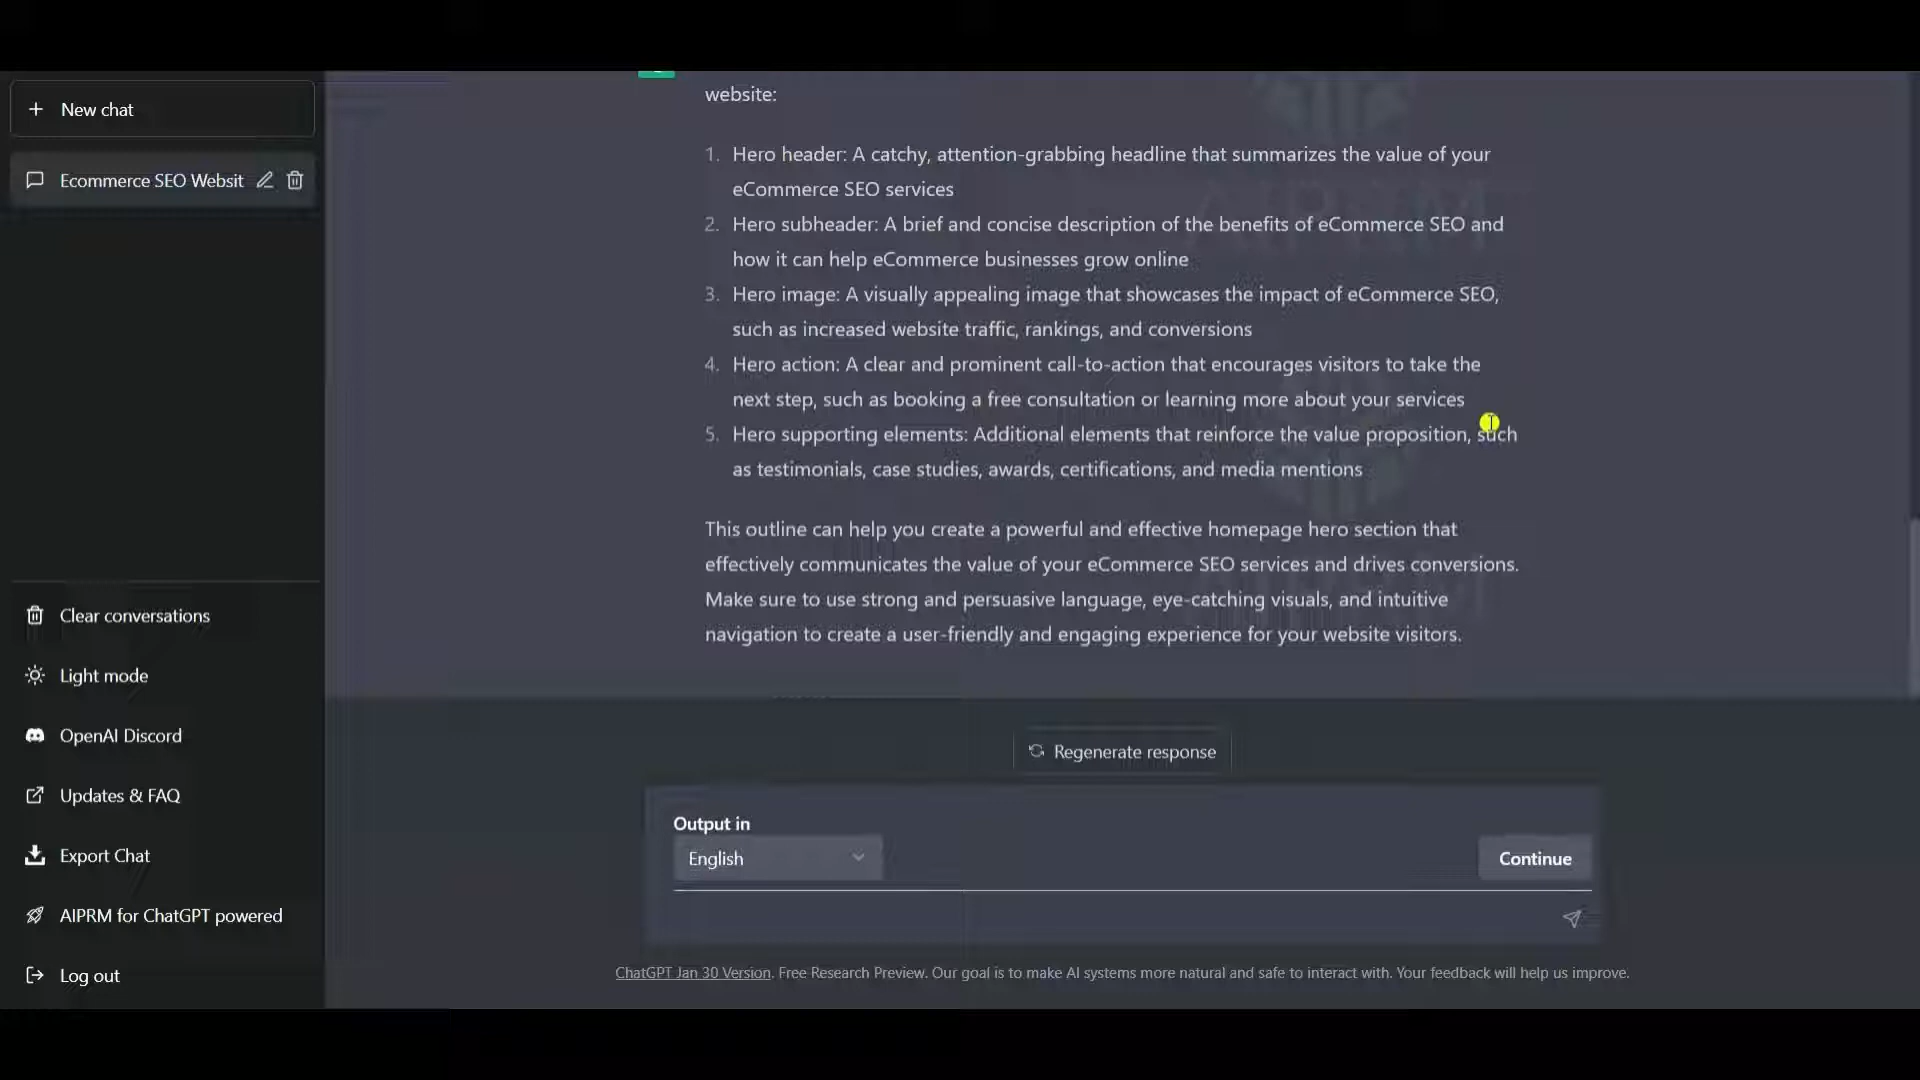 New chat
Ecommerce SEO Websit
Clear conversations
Light mode
OpenAI Discord
Updates & FAQ
Export Chat
AIPRM for ChatGPT powered
Log out
website:
1. Hero header: A catchy, attention-grabbing headline that summarizes the value of your
eCommerce SEO services
2. Hero subheader: A brief and concise description of the benefits of eCommerce SEO and
how it can help eCommerce businesses grow online
3. Hero image: A visually appealing image that showcases the impact of eCommerce SEO,
such as increased website traffic, rankings, and conversions
4. Hero action: A clear and prominent call-to-action that encourages visitors to take the
next step, such as booking a free consultation or learning more about your services
5. Hero supporting elements: Additional elements that reinforce the value proposition, such
as testimonials, case studies, awards, certifications, and media mentions
This outline can help you create a powerful and effective homepage hero section that
effectively communicates the value of your eCommerce SEO services and drives conversions.
Make sure to use strong and persuasive language, eye-catching visuals, and intuitive
navigation to create a user-friendly and engaging experience for your website visitors.
Regenerate response
Output in
English
Continue
ChatGPT Jan 30 Version. Free Research Preview. Our goal is to make AI systems more natural and safe to interact with. Your feedback will help us improve.